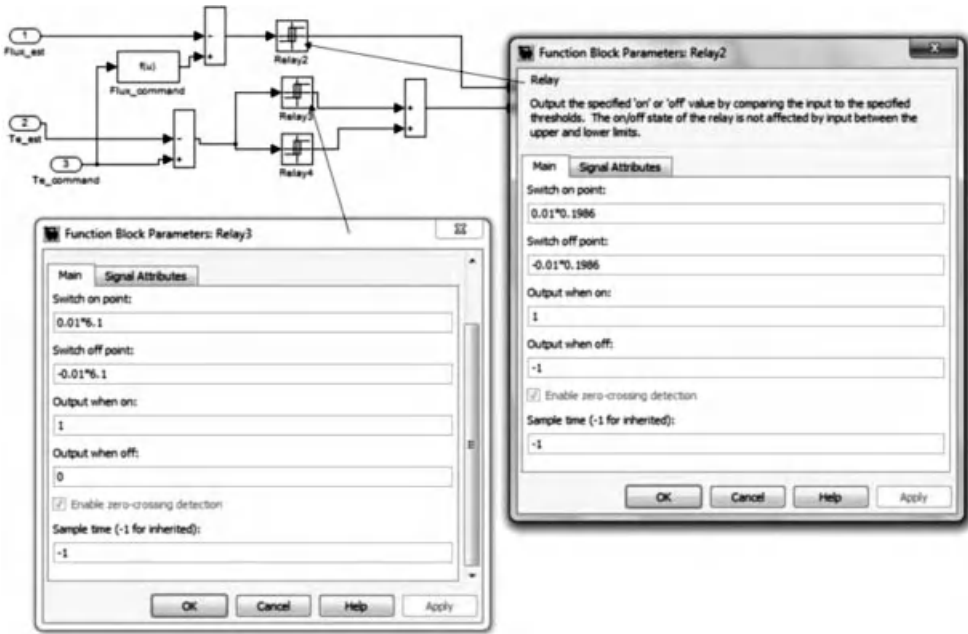 1
Flux_est
f(u)
Flux_command
2
Te_est
3
Te_command
-
+
-
+
Relay2
Relay3
Relay4
+
+
Function Block Parameters: Relay2
Relay
Output the specified 'on' or 'off' value by comparing the input to the specified
thresholds. The on/off state of the relay is not affected by input between the
upper and lower limits.
Main Signal Attributes
Switch on point:
0.01*0.1986
Switch off point:
-0.01*0.1986
Output when on:
1
Output when off:
-1
Enable zero-crossing detection
Sample time (-1 for inherited):
-1
OK Cancel Help Apply
Function Block Parameters: Relay3
Main Signal Attributes
Switch on point:
0.01*6.1
Switch off point:
-0.01*6.1
Output when on:
1
Output when off:
0
Enable zero-crossing detection
Sample time (-1 for inherited):
-1
OK Cancel Help Apply